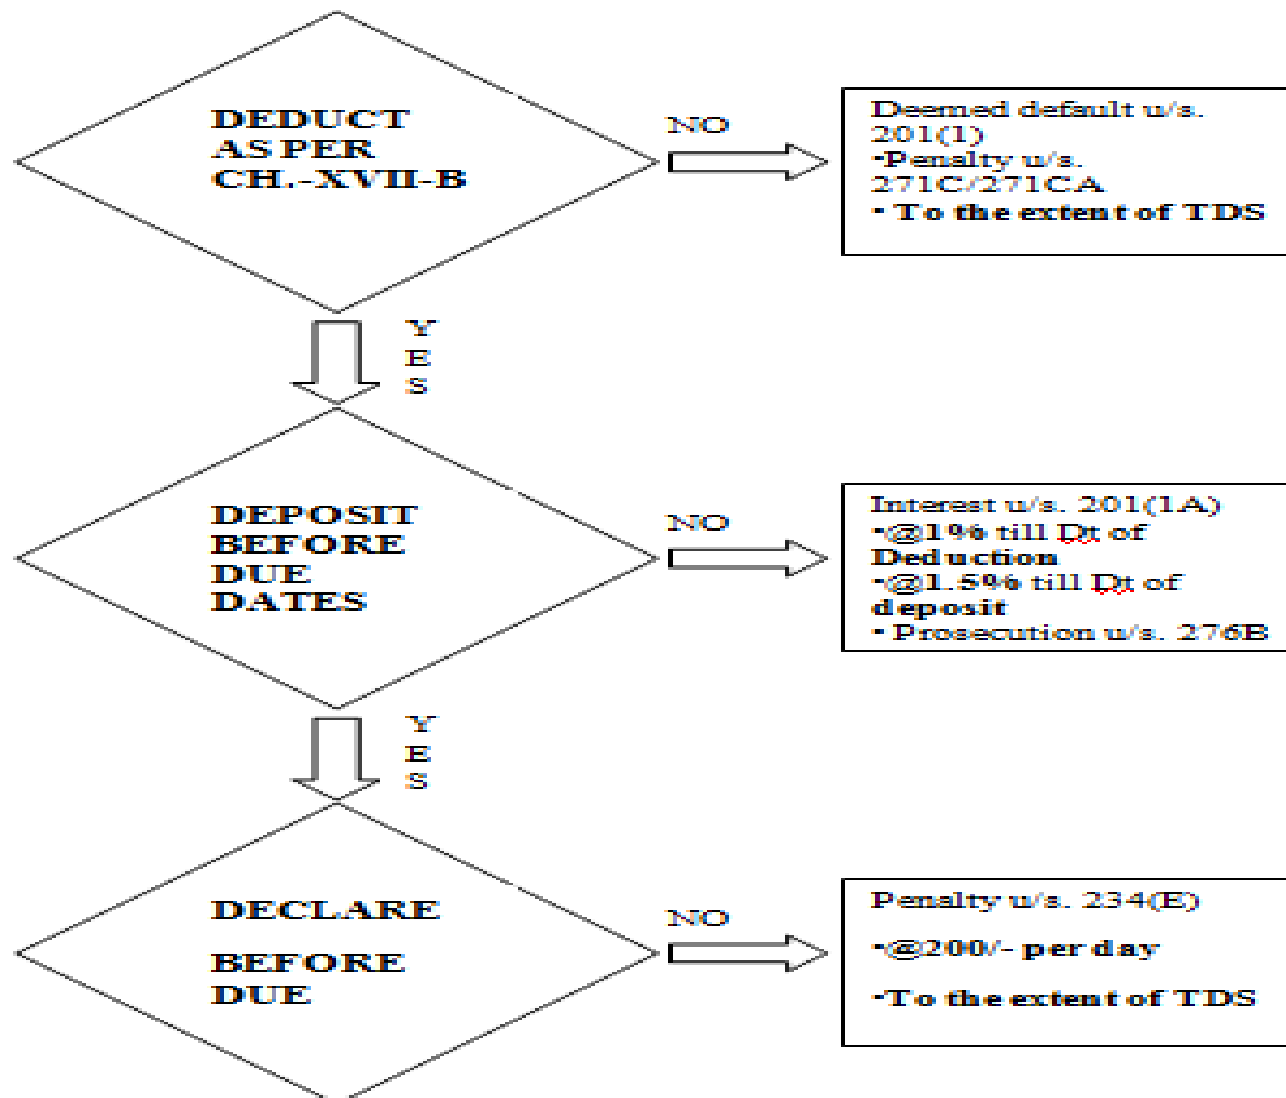 DEDUCT
AS PER
CH.-XVII-B
NO
Deemed default u/s.
201(1)
•Penalty u/s.
271C/271CA
• To the extent of TDS
Y
E
S
DEPOSIT
BEFORE
DUE
DATES
NO
Interest u/s. 201(1A)
•@1% till Dt of
Deduction
•@1.5% till Dt of
deposit
• Prosecution u/s. 276B
Y
E
S
DECLARE
BEFORE
DUE
NO
Penalty u/s. 234(E)
•@200/- per day
•To the extent of TDS